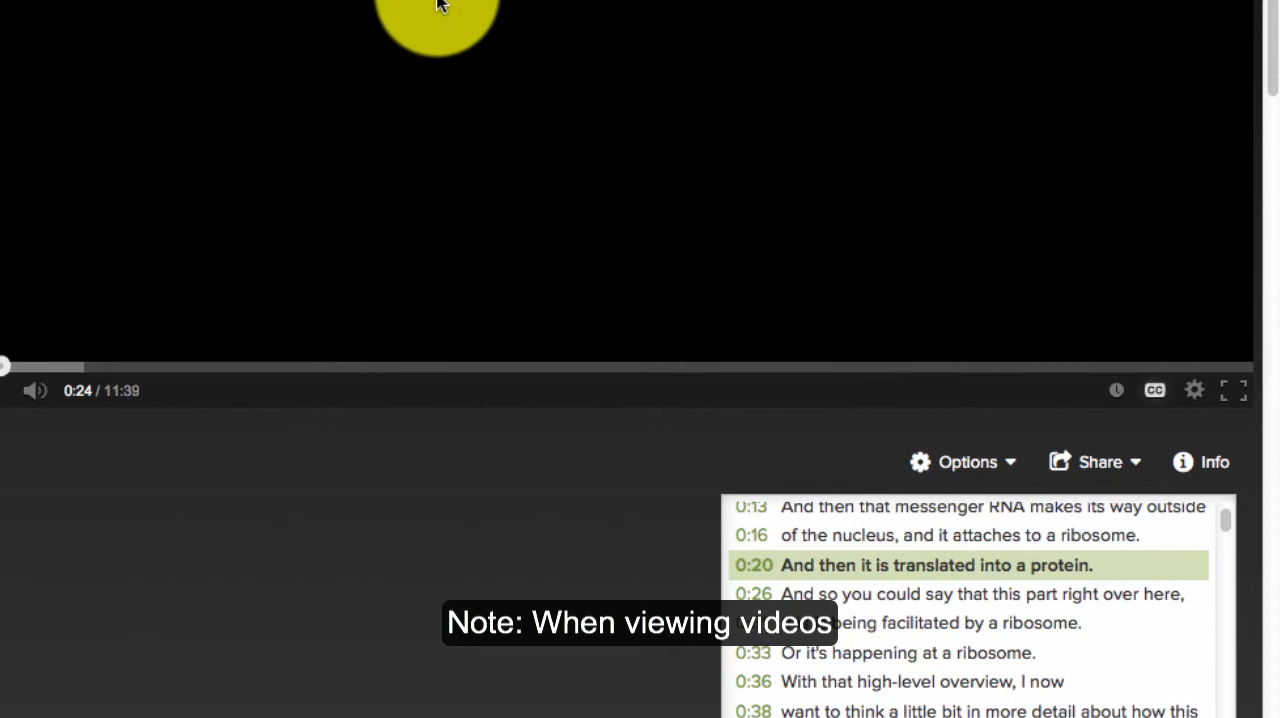 0:24 / 11:39
CC
Options Share Info
0:13 And then that messenger RNA makes its way outside
0:16 of the nucleus, and it attaches to a ribosome.
0:20 And then it is translated into a protein.
0:26 And so you could say that this part right over here,
being facilitated by a ribosome.
Note: When viewing videos
0:33 Or it's happening at a ribosome.
0:36 With that high-level overview, I now
0:38 want to think a little bit in more detail about how this